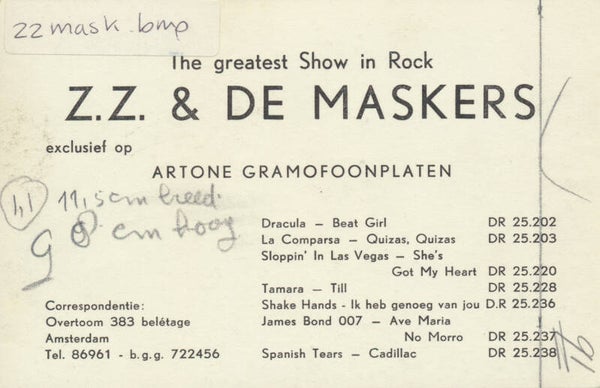 zzmask.bmp
The greatest Show in Rock
Z.Z. & DE MASKERS
exclusief op
ARTONE GRAMOFOONPLATEN
11,5 cm breed.
8 cm hoog
Dracula – Beat Girl DR 25.202
La Comparsa – Quizas, Quizas DR 25.203
Sloppin' In Las Vegas – She's
Got My Heart DR 25.220
Tamara – Till DR 25.228
Shake Hands - Ik heb genoeg van jou D.R 25.236
James Bond 007 – Ave Maria
No Morro DR 25.237
Spanish Tears – Cadillac DR 25.238
Correspondentie:
Overtoom 383 belétage
Amsterdam
Tel. 86961 - b.g.g. 722456